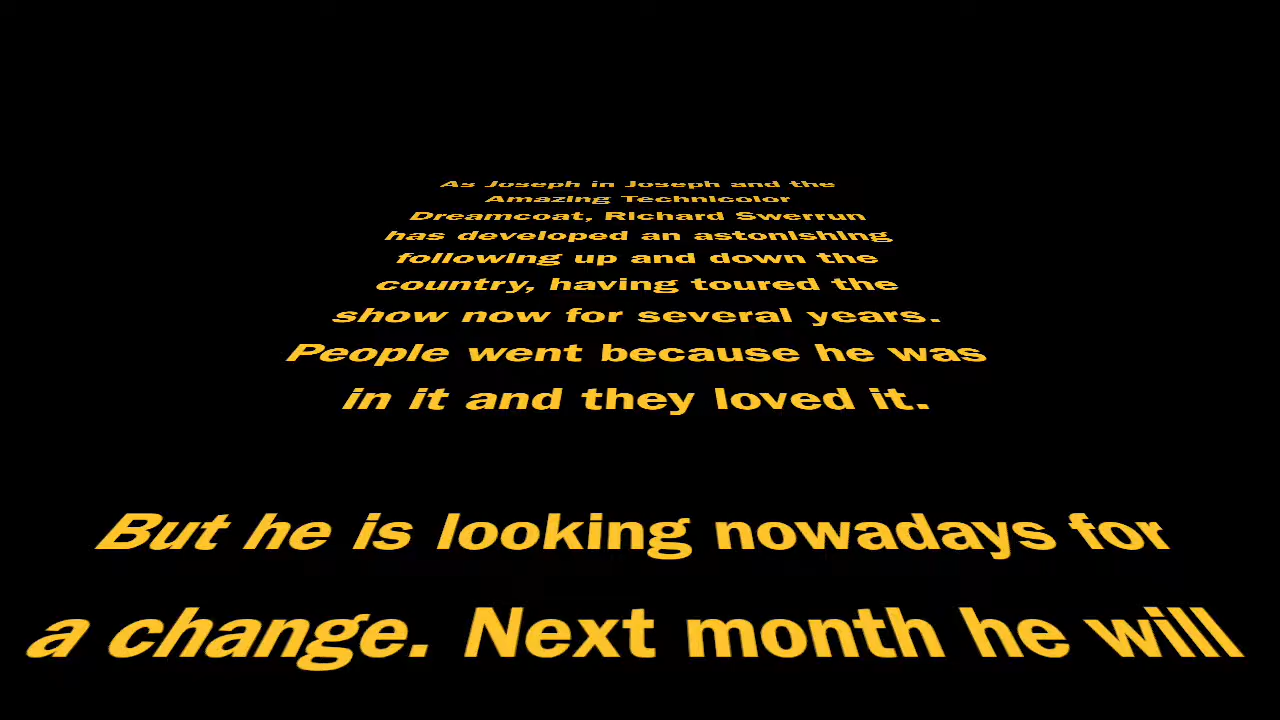 As Joseph in Joseph and the
Amazing Technicolor
Dreamcoat, Richard Swerrun
has developed an astonishing
following up and down the
country, having toured the
show now for several years.
People went because he was
in it and they loved it.
But he is looking nowadays for
a change. Next month he will